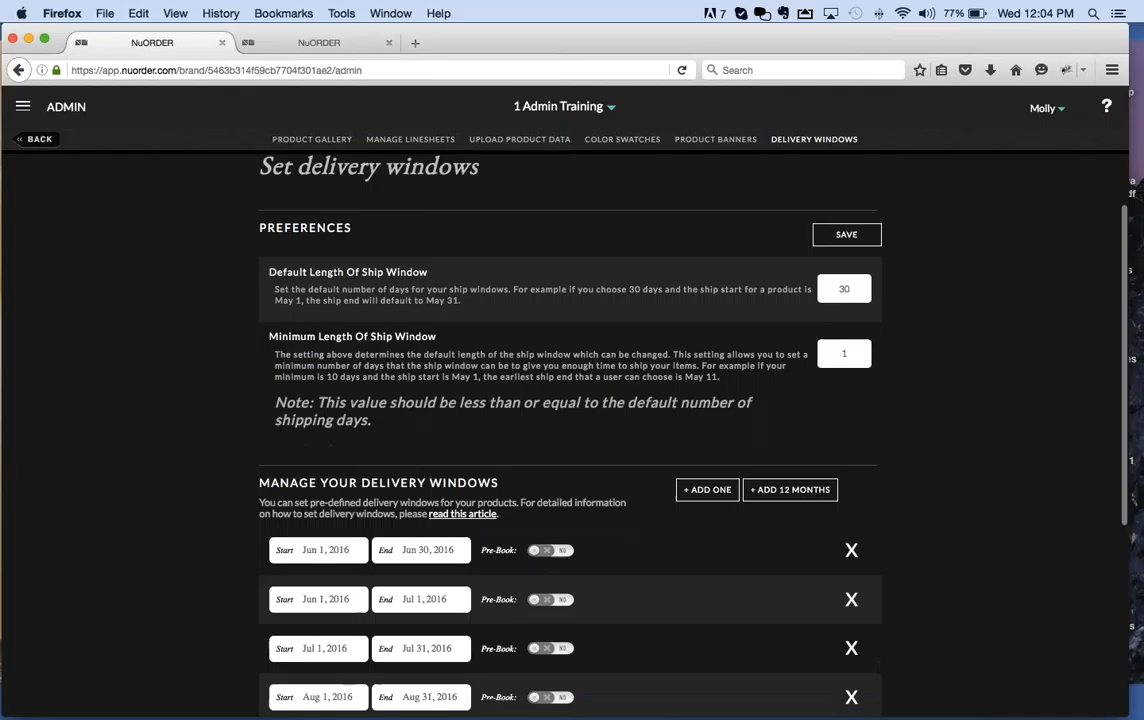 Firefox File Edit View History Bookmarks Tools Window Help 7 77% Wed 12:04 PM
NuORDER NuORDER
https://app.nuorder.com/brand/5463b314f59cb7704f301ae2/admin Search
ADMIN 1 Admin Training Molly ?
« BACK PRODUCT GALLERY MANAGE LINESHEETS UPLOAD PRODUCT DATA COLOR SWATCHES PRODUCT BANNERS DELIVERY WINDOWS
Set delivery windows
PREFERENCES SAVE
Default Length Of Ship Window
Set the default number of days for your ship windows. For example if you choose 30 days and the ship start for a product is
May 1, the ship end will default to May 31.
30
Minimum Length Of Ship Window
The setting above determines the default length of the ship window which can be changed. This setting allows you to set a
minimum number of days that the ship window can be to give you enough time to ship your items. For example if your
minimum is 10 days and the ship start is May 1, the earliest ship end that a user can choose is May 11.
1
Note: This value should be less than or equal to the default number of
shipping days.
MANAGE YOUR DELIVERY WINDOWS + ADD ONE + ADD 12 MONTHS
You can set pre-defined delivery windows for your products. For detailed information
on how to set delivery windows, please read this article.
Start Jun 1, 2016 End Jun 30, 2016 Pre-Book: NO X
Start Jun 1, 2016 End Jul 1, 2016 Pre-Book: NO X
Start Jul 1, 2016 End Jul 31, 2016 Pre-Book: NO X
Start Aug 1, 2016 End Aug 31, 2016 Pre-Book: NO X